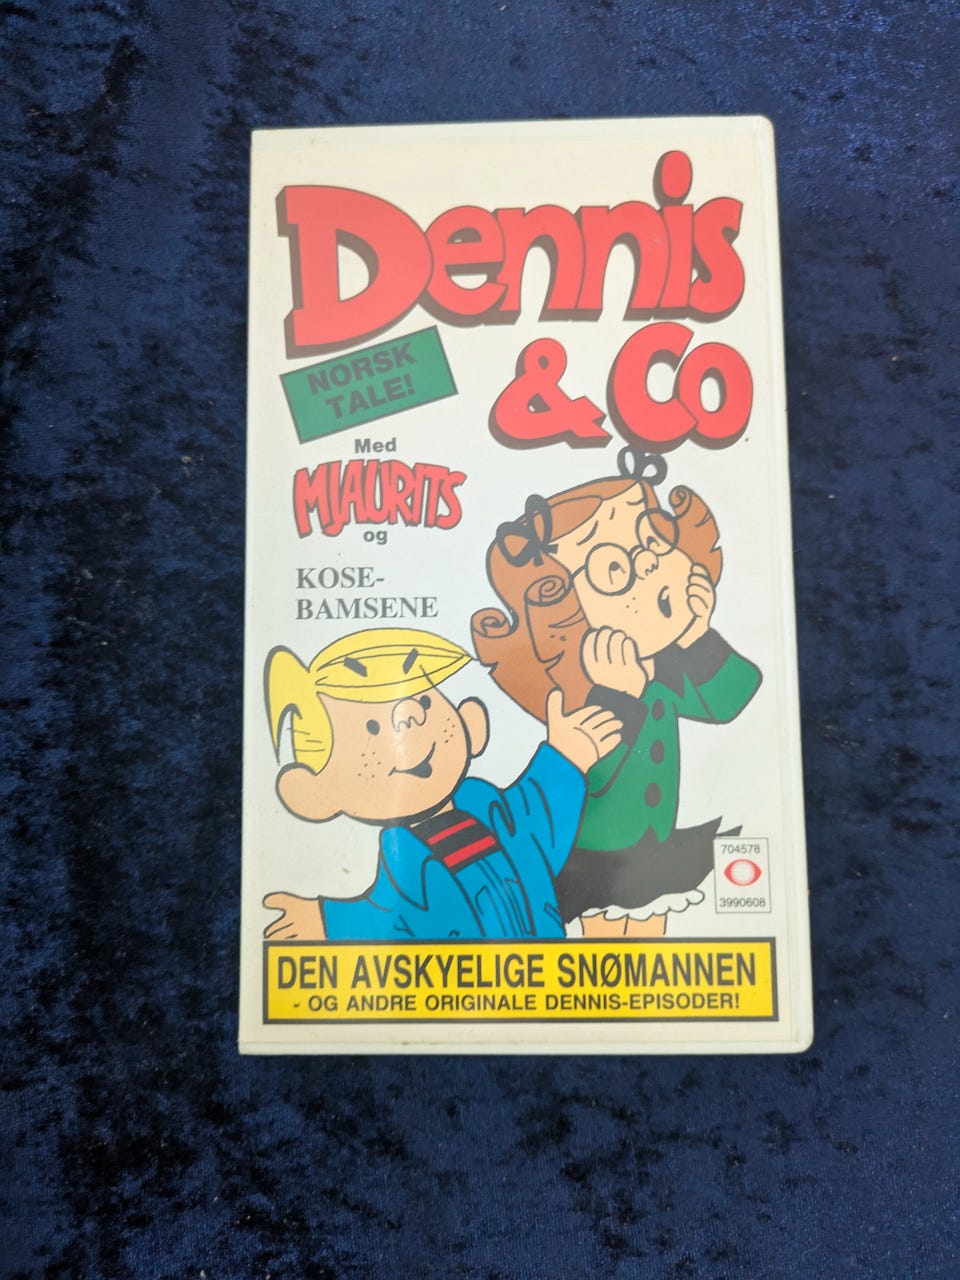 Dennis
& Co
NORSK
TALE!
Med
MJAURITS
og
KOSE-
BAMSENE
704578
3990608
DEN AVSKYELIGE SNØMANNEN
- OG ANDRE ORIGINALE DENNIS-EPISODER!